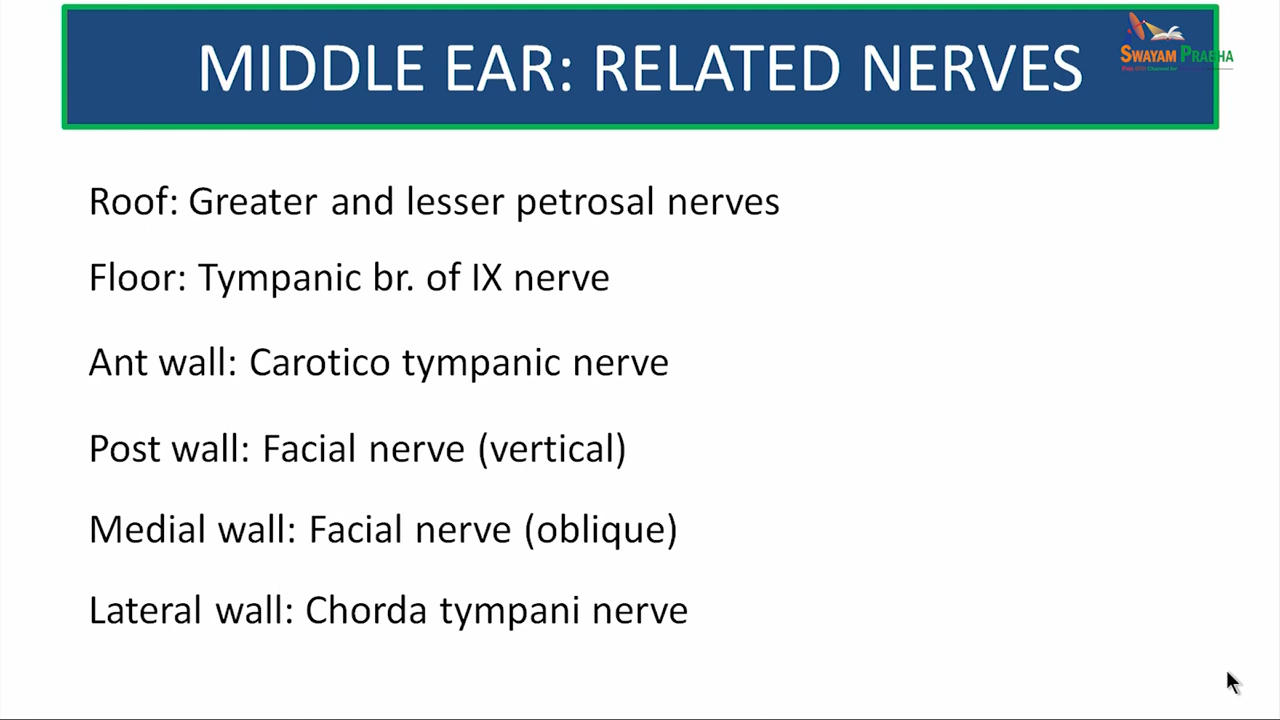 MIDDLE EAR: RELATED NERVES
SWAYAM PRABHA
Roof: Greater and lesser petrosal nerves
Floor: Tympanic br. of IX nerve
Ant wall: Carotico tympanic nerve
Post wall: Facial nerve (vertical)
Medial wall: Facial nerve (oblique)
Lateral wall: Chorda tympani nerve